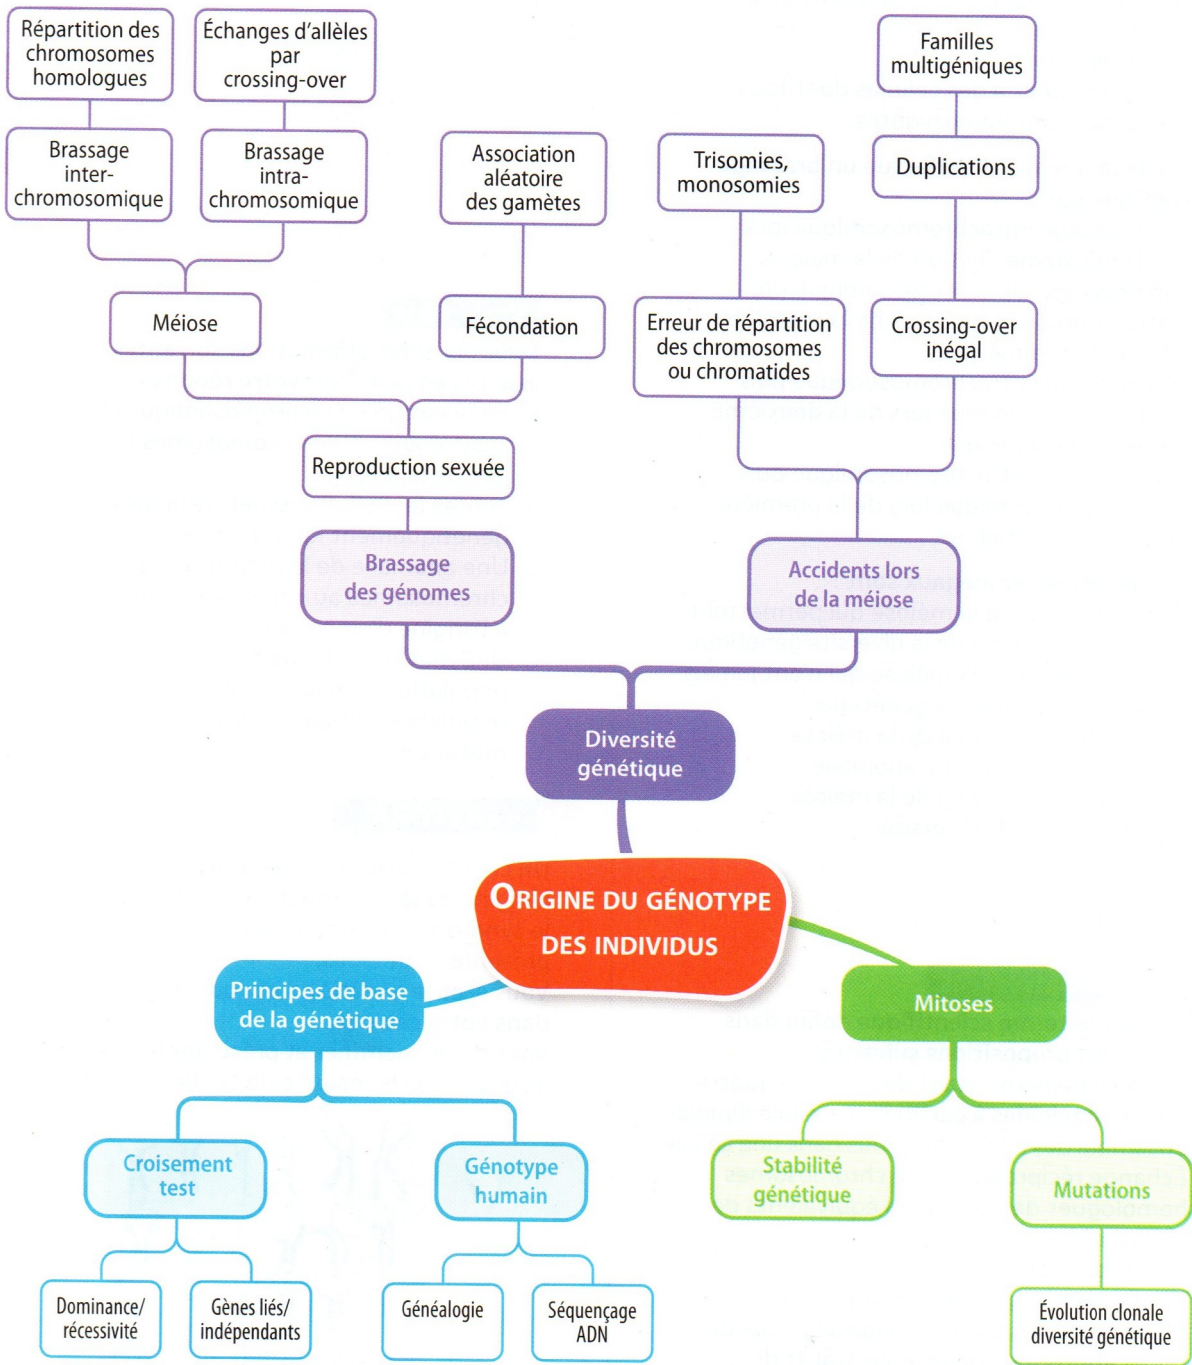 Répartition des
chromosomes
homologues
Échanges d'allèles
par
crossing-over
Familles
multigéniques
Brassage
inter-
chromosomique
Brassage
intra-
chromosomique
Association
aléatoire
des gamètes
Trisomies,
monosomies
Duplications
Méiose
Fécondation
Erreur de répartition
des chromosomes
ou chromatides
Crossing-over
inégal
Reproduction sexuée
Brassage
des génomes
Accidents lors
de la méiose
Diversité
génétique
ORIGINE DU GÉNOTYPE
DES INDIVIDUS
Principes de base
de la génétique
Mitoses
Croisement
test
Génotype
humain
Stabilité
génétique
Mutations
Dominance/
récessivité
Gènes liés/
indépendants
Généalogie
Séquençage
ADN
Évolution clonale
diversité génétique